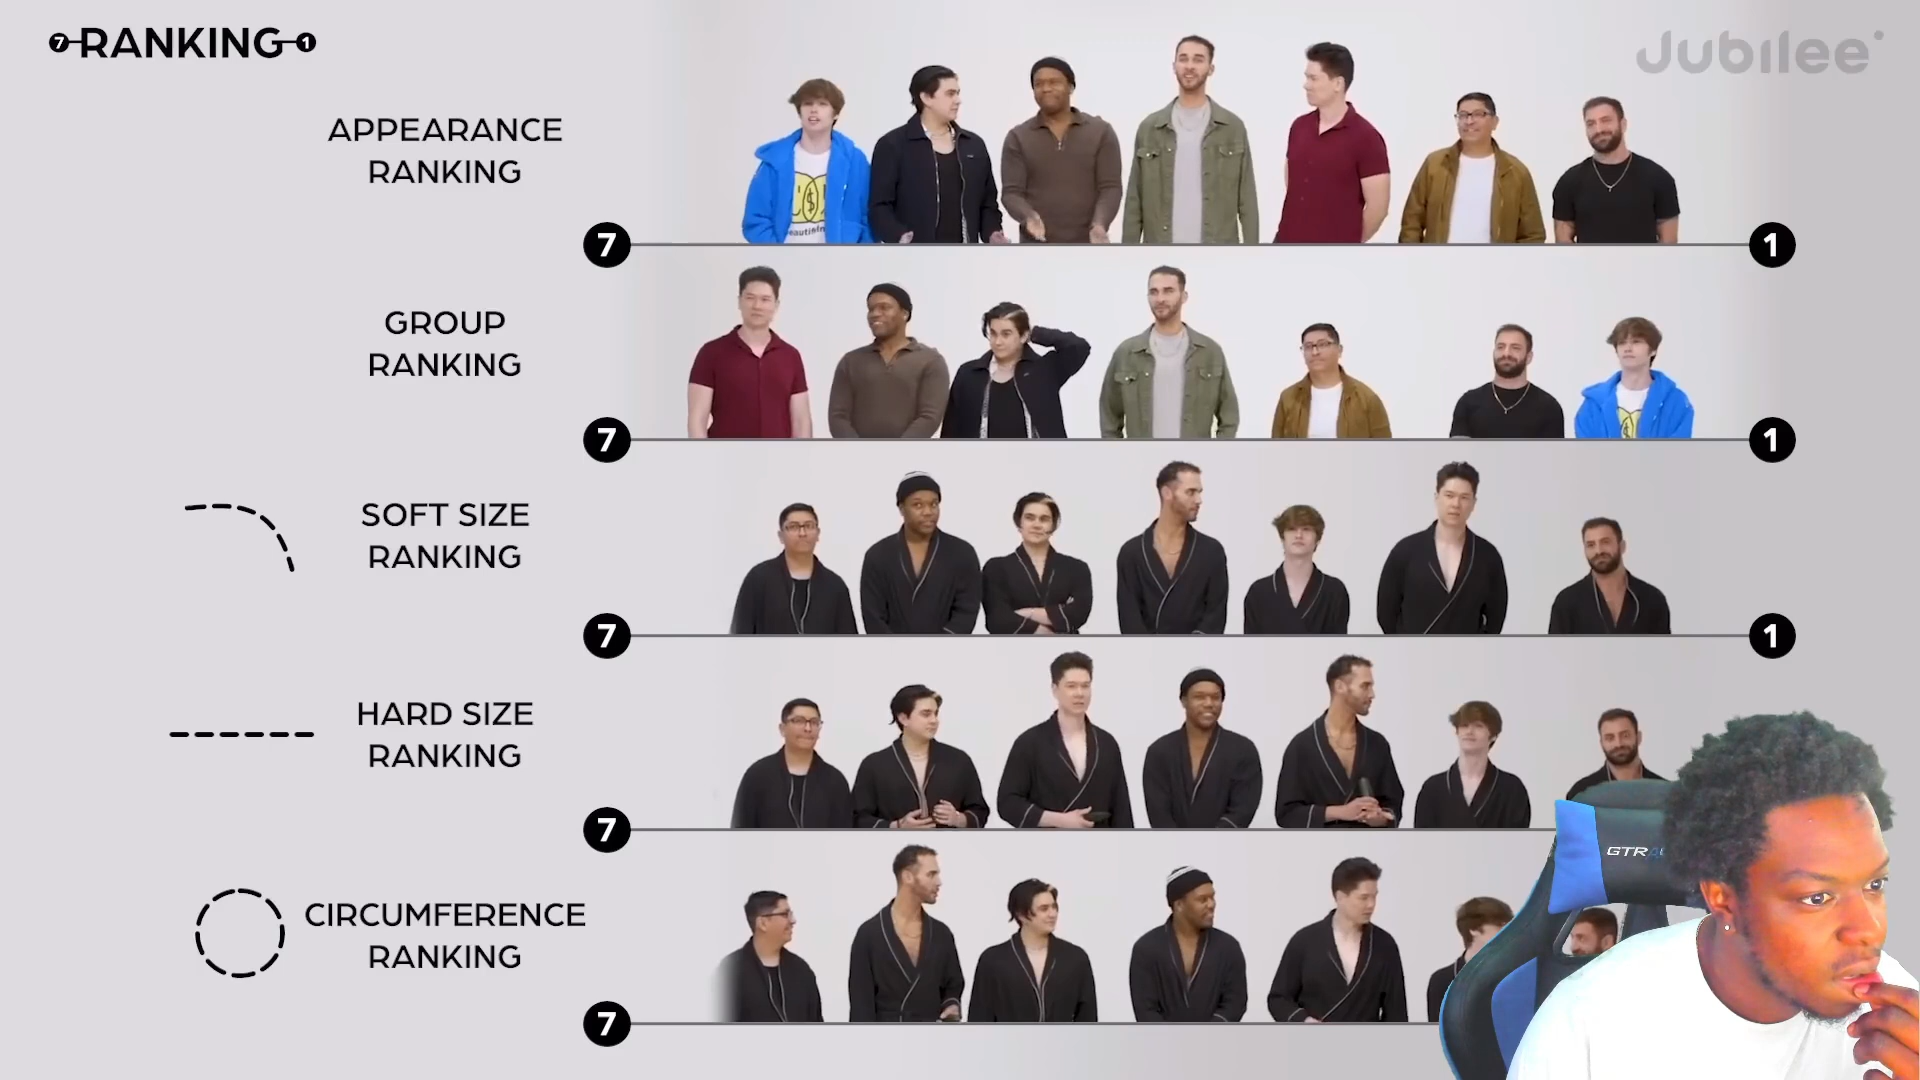 7 RANKING 1
Jubilee
APPEARANCE
RANKING
7 1
GROUP
RANKING
7 1
SOFT SIZE
RANKING
7 1
HARD SIZE
RANKING
7
CIRCUMFERENCE
RANKING
7
GTR